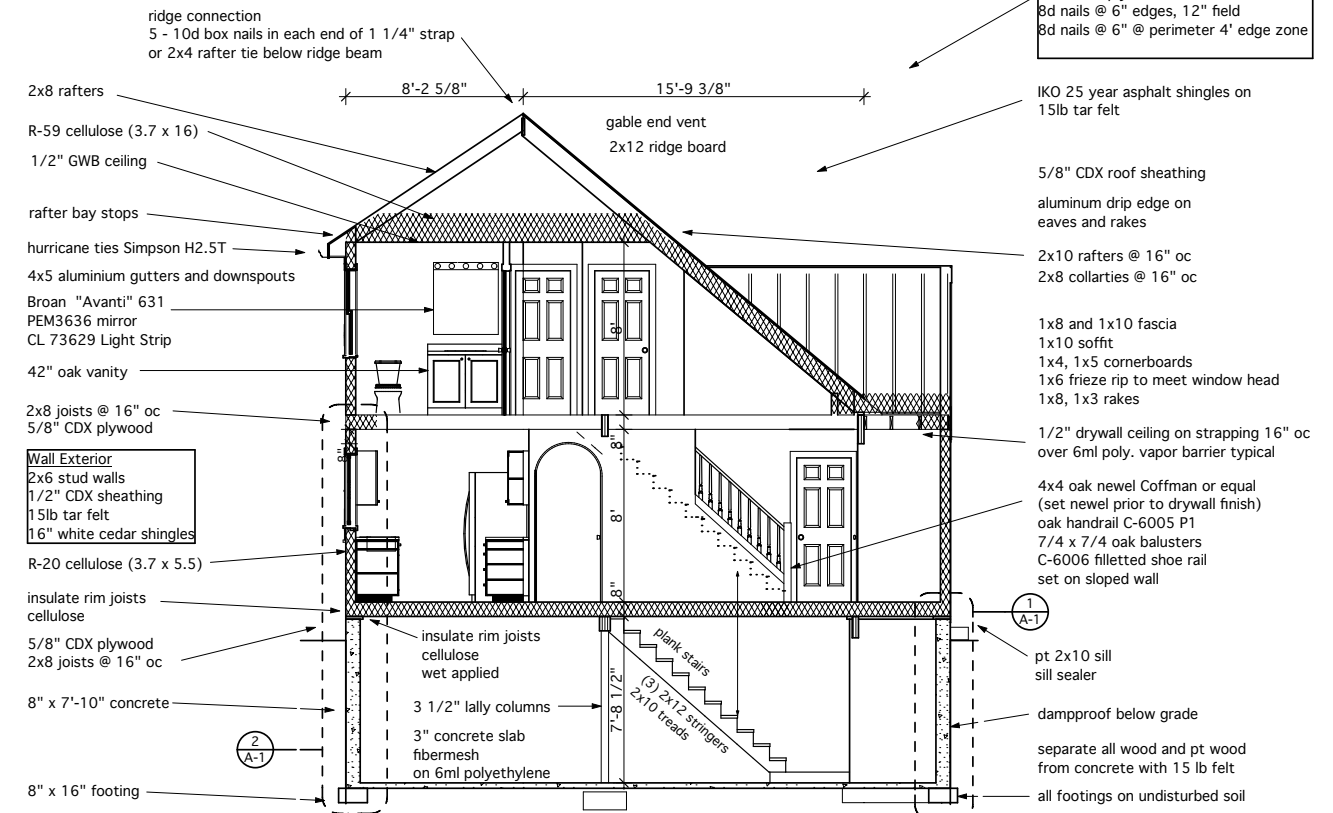 ridge connection
5 - 10d box nails in each end of 1 1/4" strap
or 2x4 rafter tie below ridge beam
8d nails @ 6" edges, 12" field
8d nails @ 6" @ perimeter 4' edge zone
2x8 rafters
R-59 cellulose (3.7 x 16)
1/2" GWB ceiling
rafter bay stops
hurricane ties Simpson H2.5T
4x5 aluminium gutters and downspouts
Broan "Avanti" 631
PEM3636 mirror
CL 73629 Light Strip
42" oak vanity
2x8 joists @ 16" oc
5/8" CDX plywood
Wall Exterior
2x6 stud walls
1/2" CDX sheathing
15lb tar felt
16" white cedar shingles
R-20 cellulose (3.7 x 5.5)
insulate rim joists
cellulose
5/8" CDX plywood
2x8 joists @ 16" oc
8" x 7'-10" concrete
2
A-1
8" x 16" footing
8'-2 5/8"
15'-9 3/8"
gable end vent
2x12 ridge board
8'
8"
8"
8'
8"
7'-8 1/2"
insulate rim joists
cellulose
wet applied
3 1/2" lally columns
3" concrete slab
fibermesh
on 6ml polyethylene
plank stairs
(3) 2x12 stringers
2x10 treads
IKO 25 year asphalt shingles on
15lb tar felt
5/8" CDX roof sheathing
aluminum drip edge on
eaves and rakes
2x10 rafters @ 16" oc
2x8 collarties @ 16" oc
1x8 and 1x10 fascia
1x10 soffit
1x4, 1x5 cornerboards
1x6 frieze rip to meet window head
1x8, 1x3 rakes
1/2" drywall ceiling on strapping 16" oc
over 6ml poly. vapor barrier typical
4x4 oak newel Coffman or equal
(set newel prior to drywall finish)
oak handrail C-6005 P1
7/4 x 7/4 oak balusters
C-6006 filletted shoe rail
set on sloped wall
1
A-1
pt 2x10 sill
sill sealer
dampproof below grade
separate all wood and pt wood
from concrete with 15 lb felt
all footings on undisturbed soil